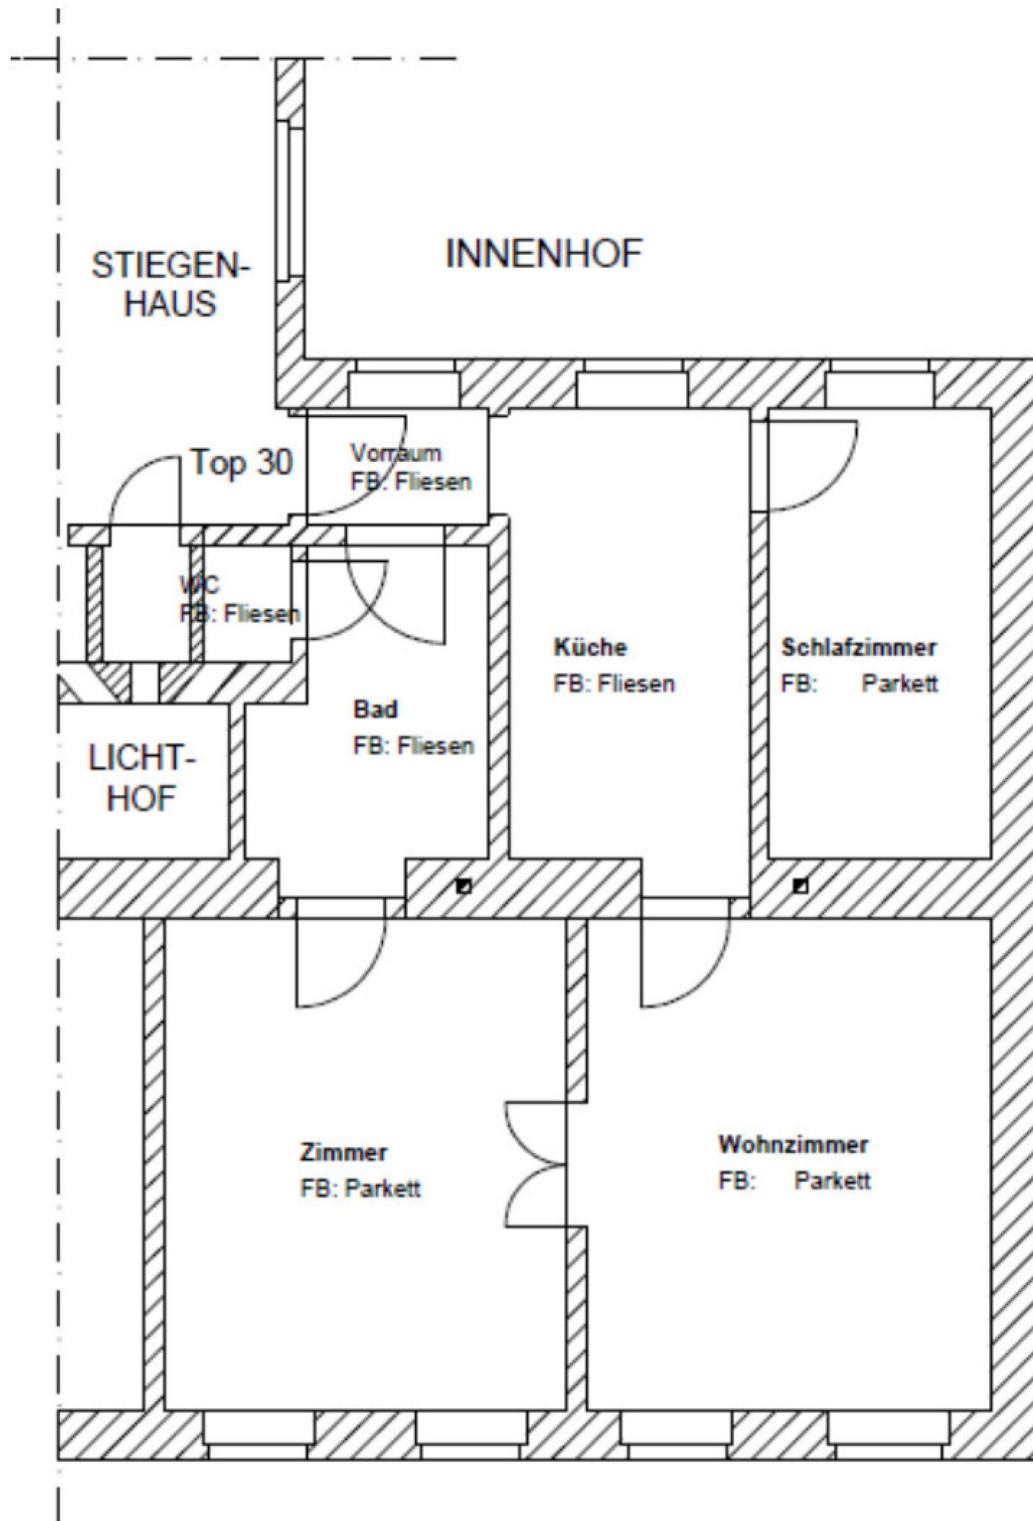 STIEGEN-
HAUS
INNENHOF
Top 30
Vorraum
FB: Fliesen
WC
FB: Fliesen
Küche
FB: Fliesen
Schlafzimmer
FB: Parkett
Bad
FB: Fliesen
LICHT-
HOF
Zimmer
FB: Parkett
Wohnzimmer
FB: Parkett